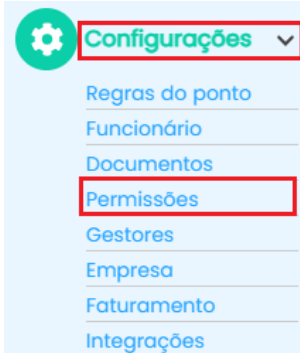 Configurações
Regras do ponto
Funcionário
Documentos
Permissões
Gestores
Empresa
Faturamento
Integrações